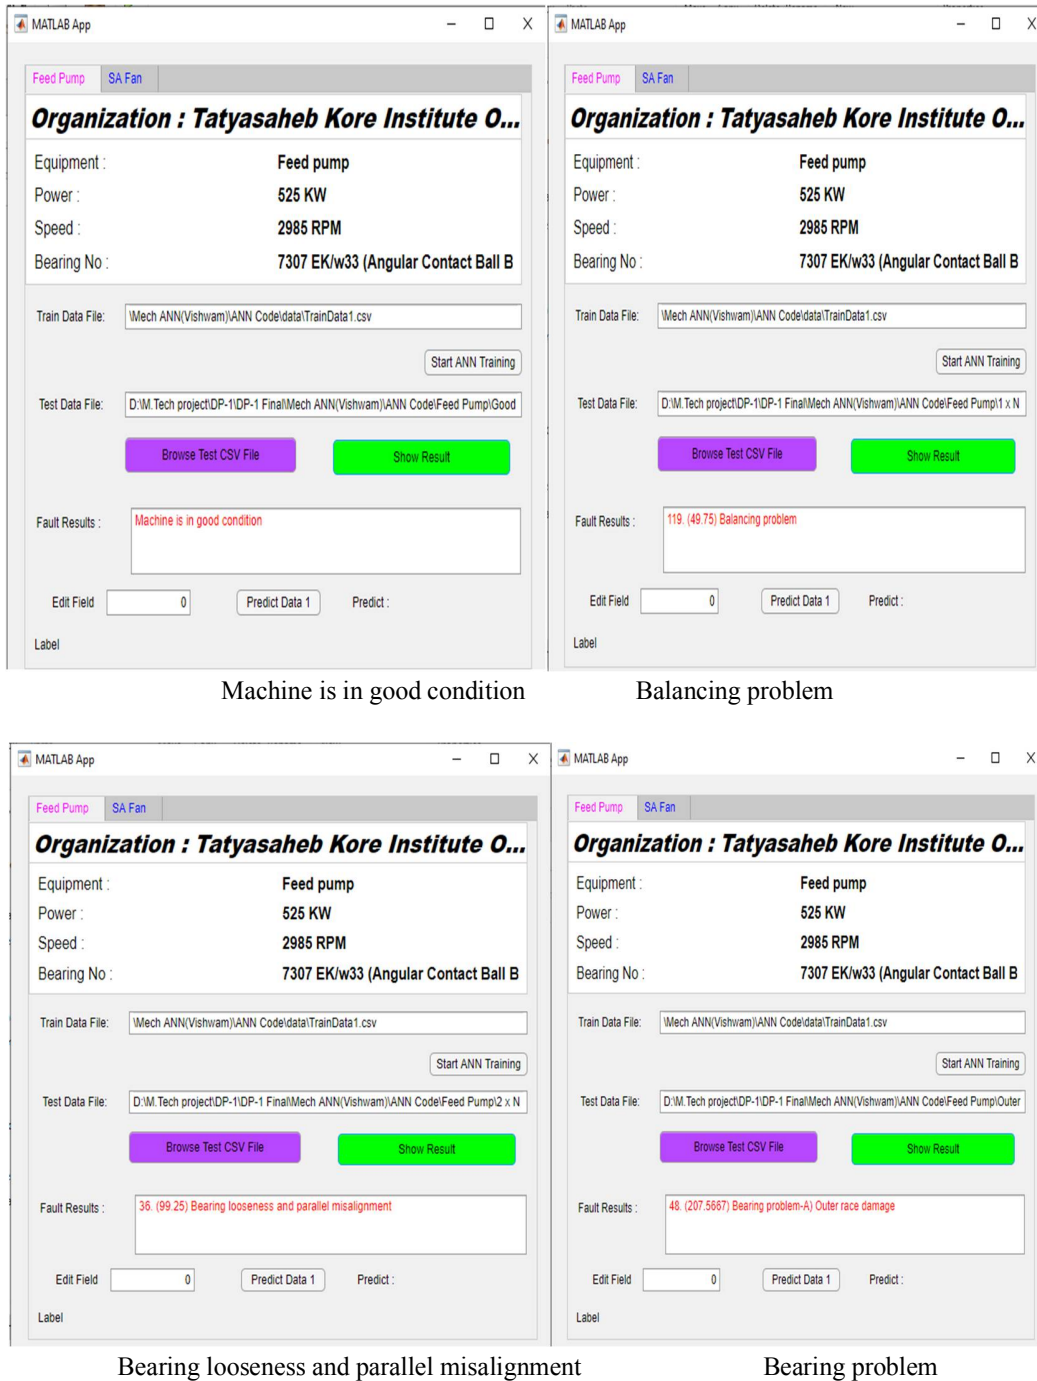 MATLAB App
Feed Pump SA Fan
Organization : Tatyasaheb Kore Institute O...
Equipment : Feed pump
Power : 525 KW
Speed : 2985 RPM
Bearing No : 7307 EK/w33 (Angular Contact Ball B
Train Data File: \Mech ANN(Vishwam)\ANN Code\data\TrainData1.csv
Start ANN Training
Test Data File: D:\M.Tech project\DP-1\DP-1 Final\Mech ANN(Vishwam)\ANN Code\Feed Pump\Good
Browse Test CSV File Show Result
Fault Results : Machine is in good condition
Edit Field 0 Predict Data 1 Predict :
Label
MATLAB App
Feed Pump SA Fan
Organization : Tatyasaheb Kore Institute O...
Equipment : Feed pump
Power : 525 KW
Speed : 2985 RPM
Bearing No : 7307 EK/w33 (Angular Contact Ball B
Train Data File: \Mech ANN(Vishwam)\ANN Code\data\TrainData1.csv
Start ANN Training
Test Data File: D:\M.Tech project\DP-1\DP-1 Final\Mech ANN(Vishwam)\ANN Code\Feed Pump\1 x N
Browse Test CSV File Show Result
Fault Results : 119. (49.75) Balancing problem
Edit Field 0 Predict Data 1 Predict :
Label
Machine is in good condition Balancing problem
MATLAB App
Feed Pump SA Fan
Organization : Tatyasaheb Kore Institute O...
Equipment : Feed pump
Power : 525 KW
Speed : 2985 RPM
Bearing No : 7307 EK/w33 (Angular Contact Ball B
Train Data File: \Mech ANN(Vishwam)\ANN Code\data\TrainData1.csv
Start ANN Training
Test Data File: D:\M.Tech project\DP-1\DP-1 Final\Mech ANN(Vishwam)\ANN Code\Feed Pump\2 x N
Browse Test CSV File Show Result
Fault Results : 36. (99.25) Bearing looseness and parallel misalignment
Edit Field 0 Predict Data 1 Predict :
Label
MATLAB App
Feed Pump SA Fan
Organization : Tatyasaheb Kore Institute O...
Equipment : Feed pump
Power : 525 KW
Speed : 2985 RPM
Bearing No : 7307 EK/w33 (Angular Contact Ball B
Train Data File: \Mech ANN(Vishwam)\ANN Code\data\TrainData1.csv
Start ANN Training
Test Data File: D:\M.Tech project\DP-1\DP-1 Final\Mech ANN(Vishwam)\ANN Code\Feed Pump\Outer
Browse Test CSV File Show Result
Fault Results : 48. (207.5667) Bearing problem-A) Outer race damage
Edit Field 0 Predict Data 1 Predict :
Label
Bearing looseness and parallel misalignment Bearing problem